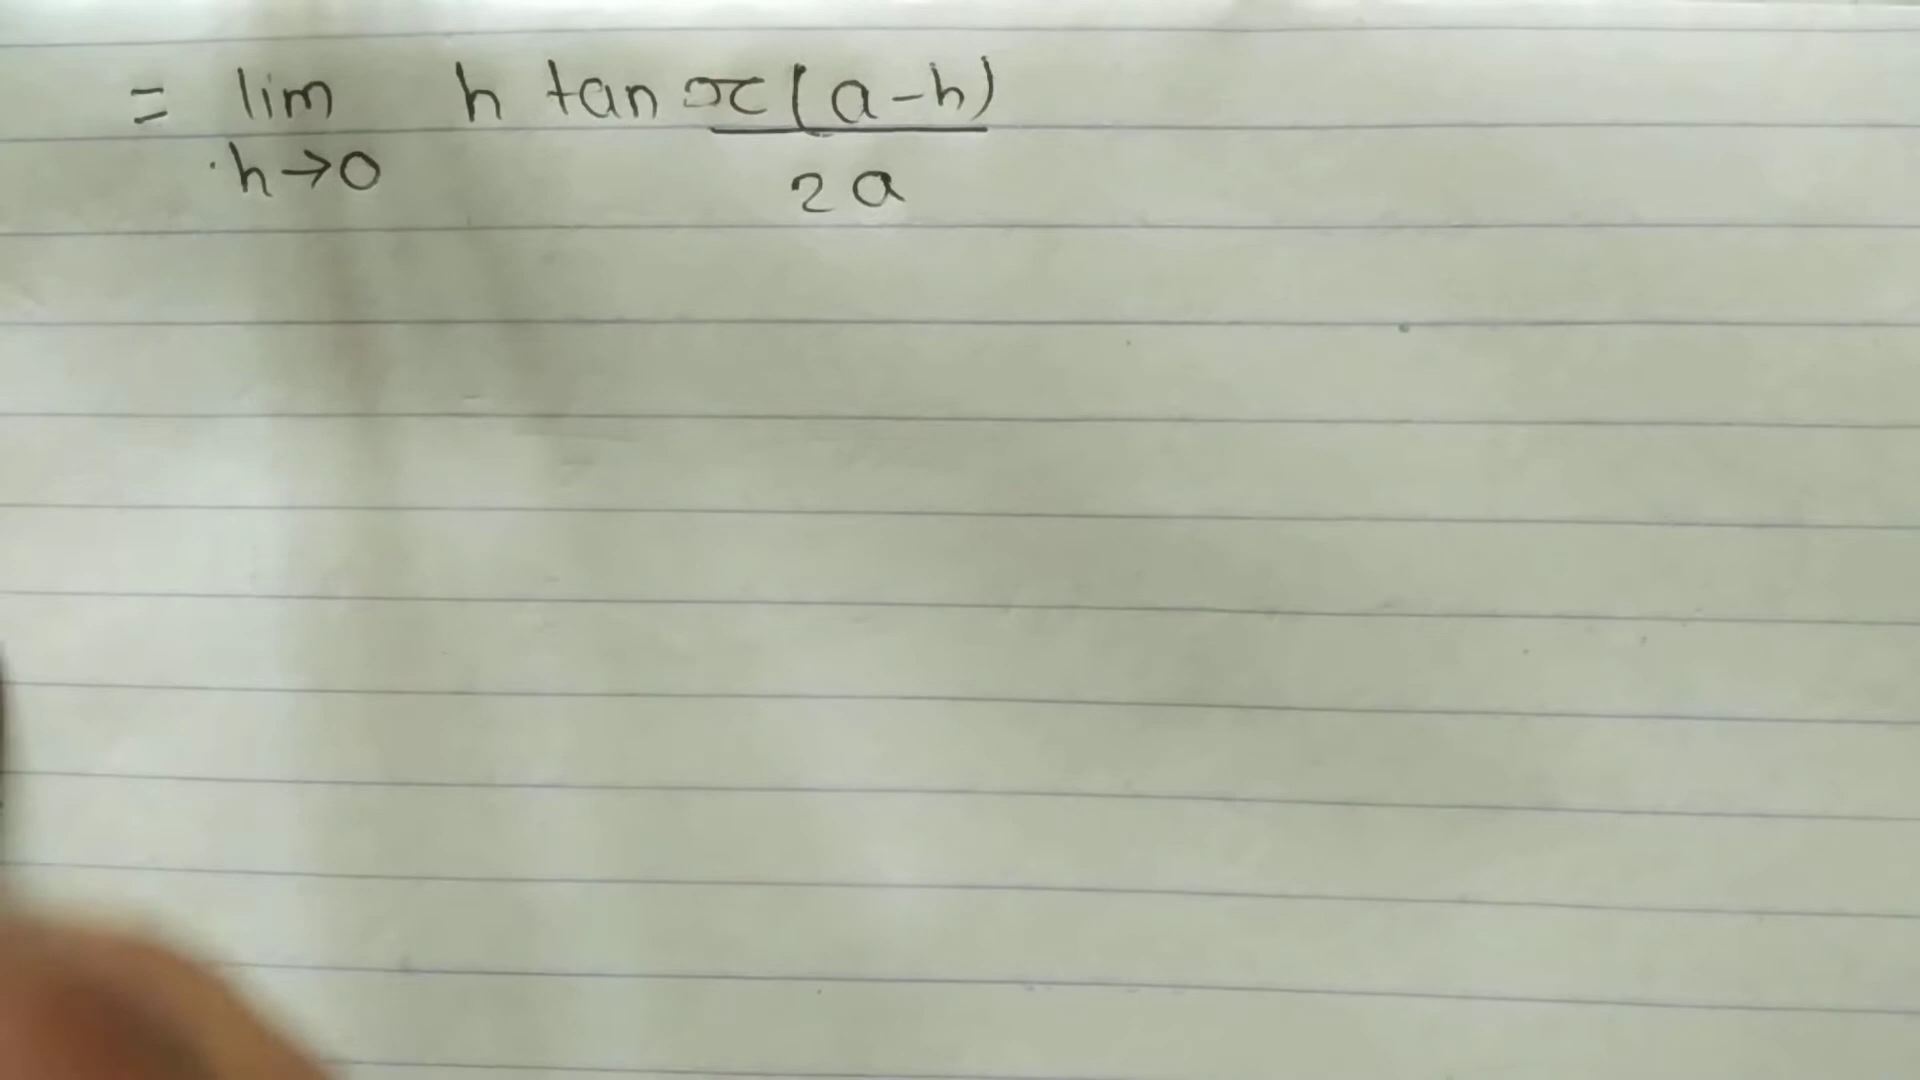 = lim h tan π(a-h)
h→0 2a